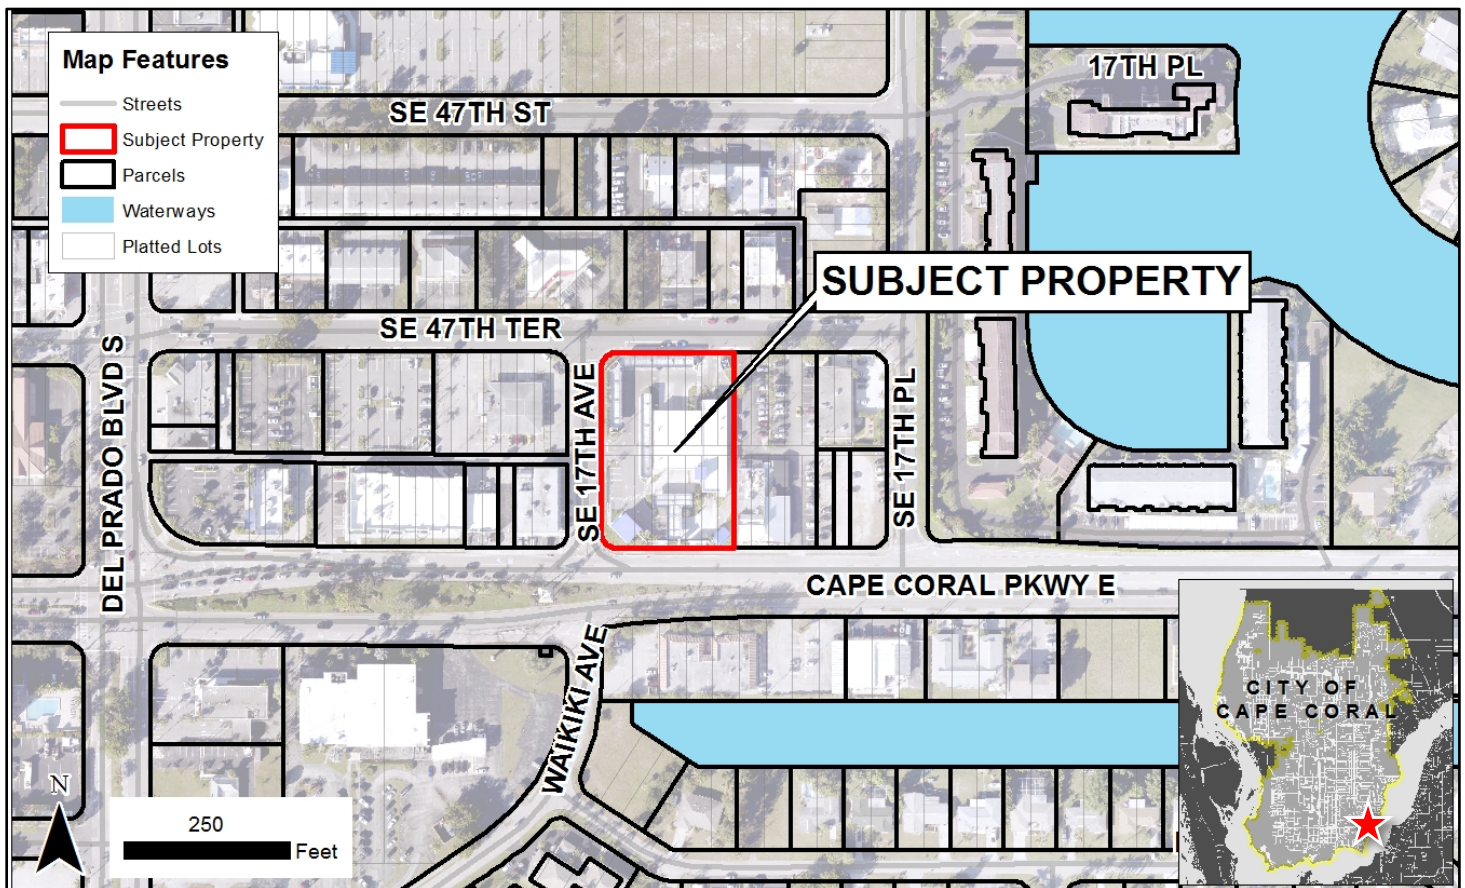 Map Features
Streets
Subject Property
Parcels
Waterways
Platted Lots
17TH PL
SE 47TH ST
SUBJECT PROPERTY
SE 47TH TER
DEL PRADO BLVD S
SE 17TH AVE
SE 17TH PL
CAPE CORAL PKWY E
WAIKIKI AVE
CITY OF
CAPE CORAL
N
250
Feet